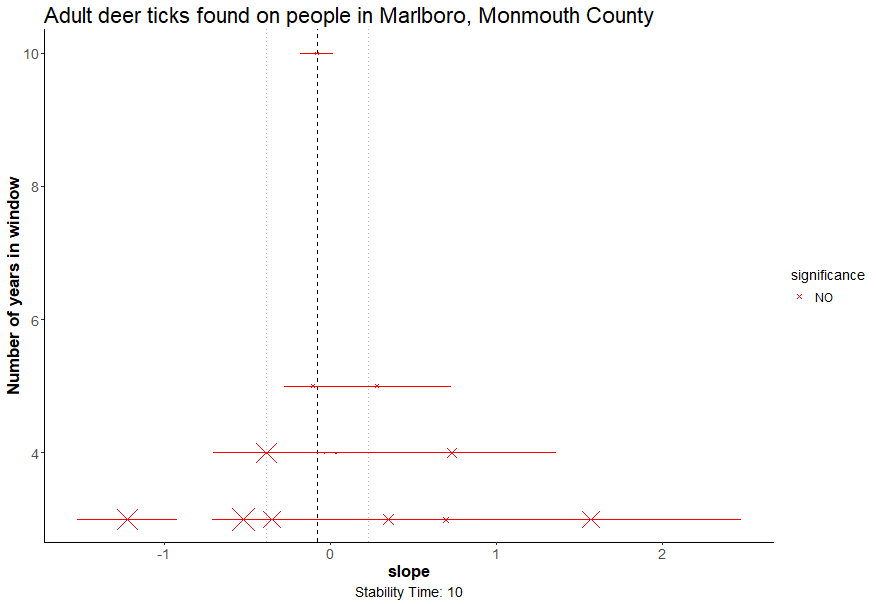 Adult deer ticks found on people in Marlboro, Monmouth County
Number of years in window
10
8
6
4
-1
0
1
2
slope
Stability Time: 10
significance
NO